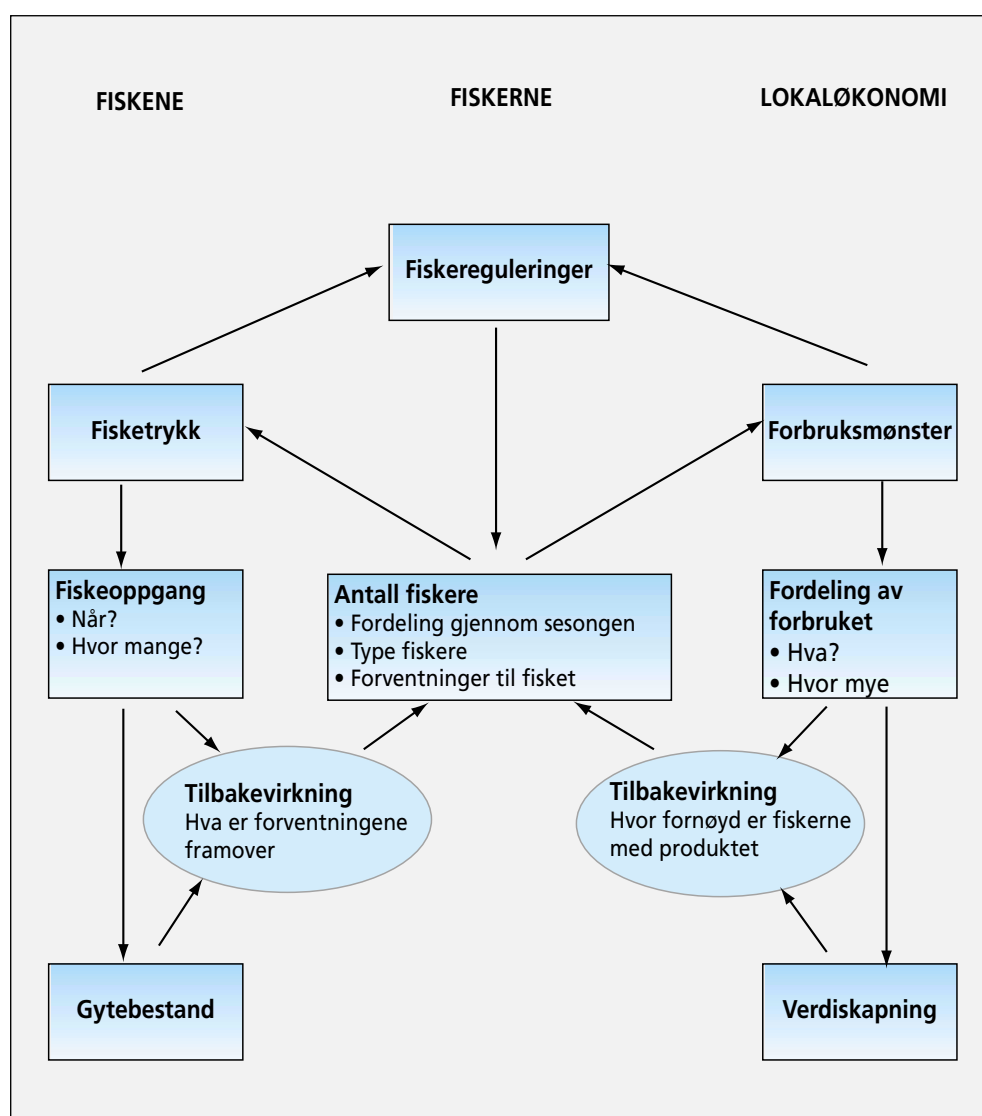 FISKENE
FISKERNE
LOKALØKONOMI
Fiskereguleringer
Fisketrykk
Forbruksmønster
Fiskeoppgang
• Når?
• Hvor mange?
Antall fiskere
• Fordeling gjennom sesongen
• Type fiskere
• Forventninger til fisket
Fordeling av
forbruket
• Hva?
• Hvor mye
Tilbakevirkning
Hva er forventningene
framover
Tilbakevirkning
Hvor fornøyd er fiskerne
med produktet
Gytebestand
Verdiskapning